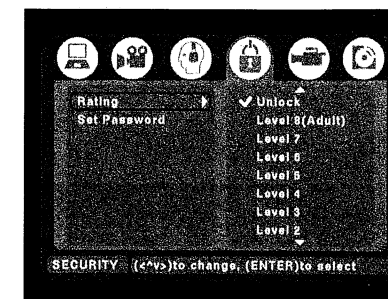 Rating
Set Password
Unlock
Level 8(Adult)
Level 7
Level 6
Level 5
Level 4
Level 3
Level 2
SECURITY (<^v>)to change, (ENTER)to select